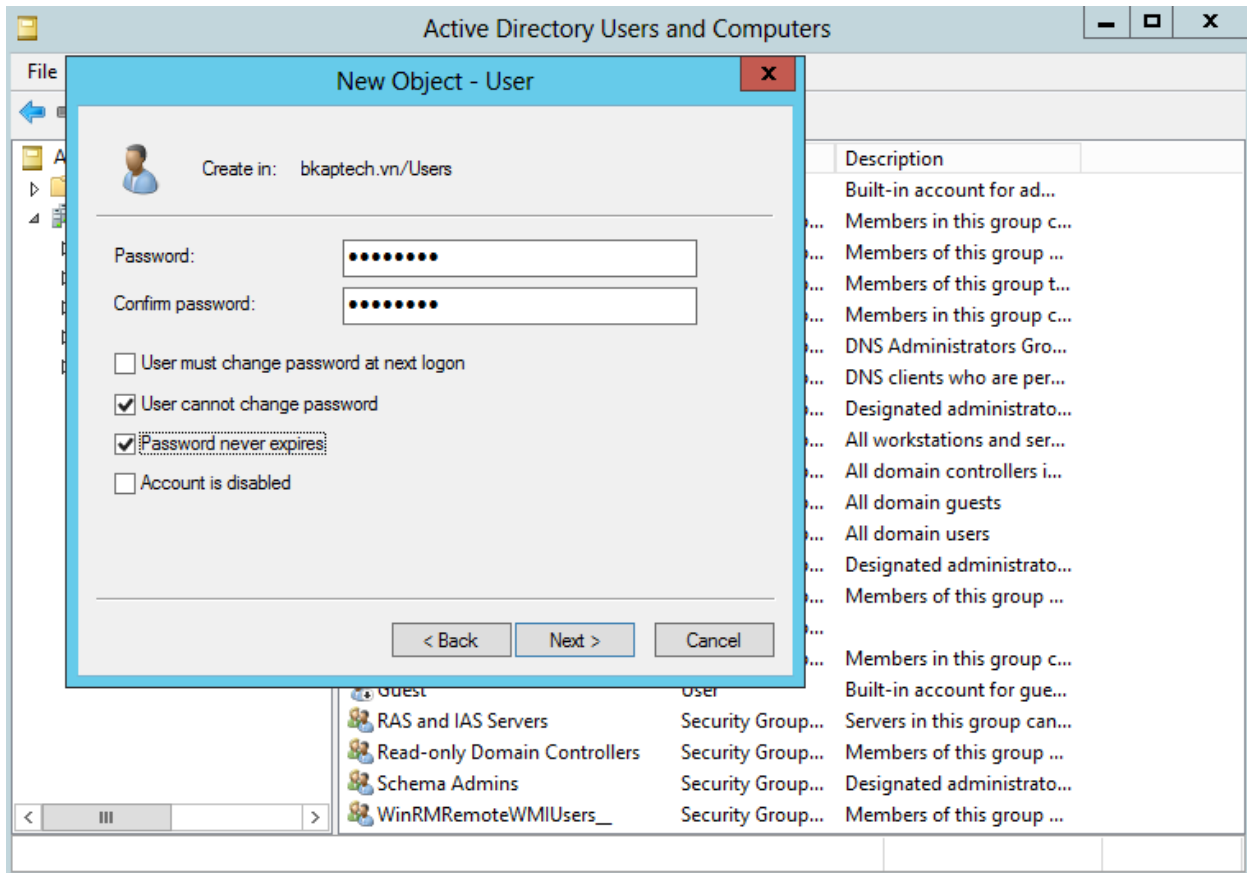 Active Directory Users and Computers
File
New Object - User
Create in: bkaptech.vn/Users
Password:
Confirm password:
User must change password at next logon
User cannot change password
Password never expires
Account is disabled
< Back Next > Cancel
A
Description
Built-in account for ad...
... Members in this group c...
... Members of this group ...
... Members of this group t...
... Members in this group c...
... DNS Administrators Gro...
... DNS clients who are per...
... Designated administrato...
... All workstations and ser...
... All domain controllers i...
... All domain guests
... All domain users
... Designated administrato...
... Members of this group ...
...
... Members in this group c...
Guest User Built-in account for gue...
RAS and IAS Servers Security Group... Servers in this group can...
Read-only Domain Controllers Security Group... Members of this group ...
Schema Admins Security Group... Designated administrato...
WinRMRemoteWMIUsers__ Security Group... Members of this group ...